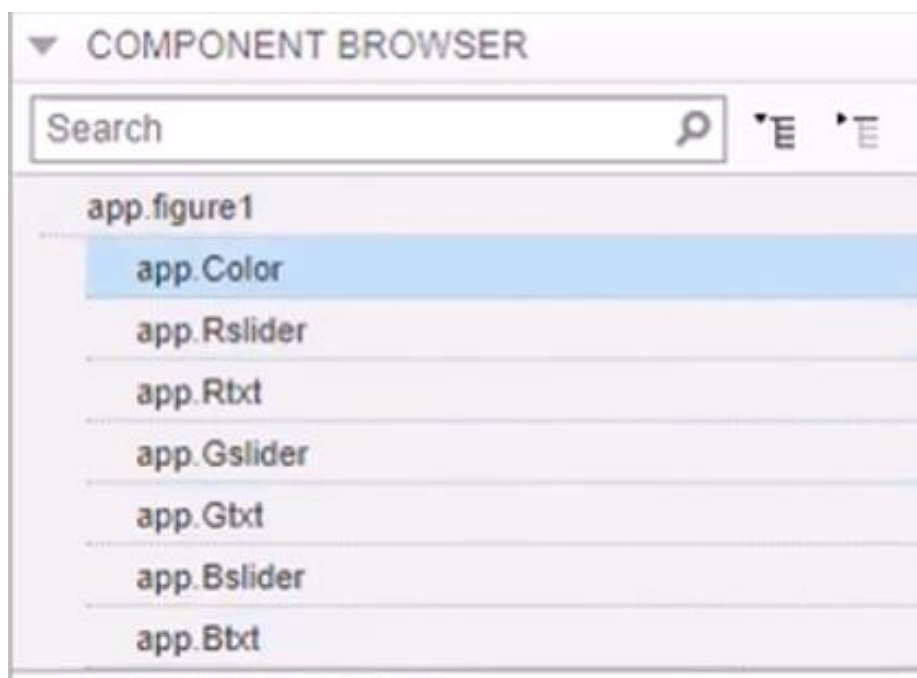 COMPONENT BROWSER
Search
app.figure1
app.Color
app.Rslider
app.Rtxt
app.Gslider
app.Gtxt
app.Bslider
app.Btxt